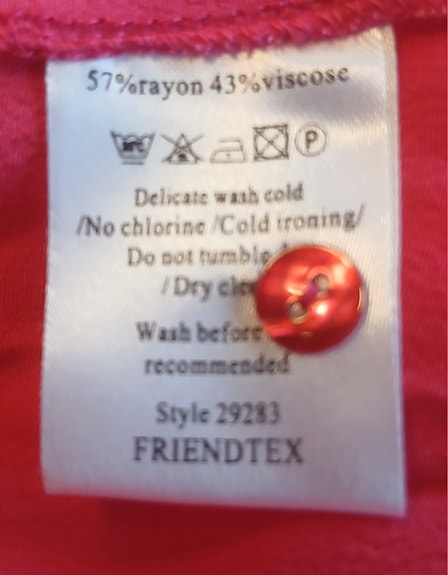 57%rayon 43%viscose
P
Delicate wash cold
/No chlorine /Cold ironing/
Do not tumble
/Dry
Wash before
recommended
Style 29283
FRIENDTEX